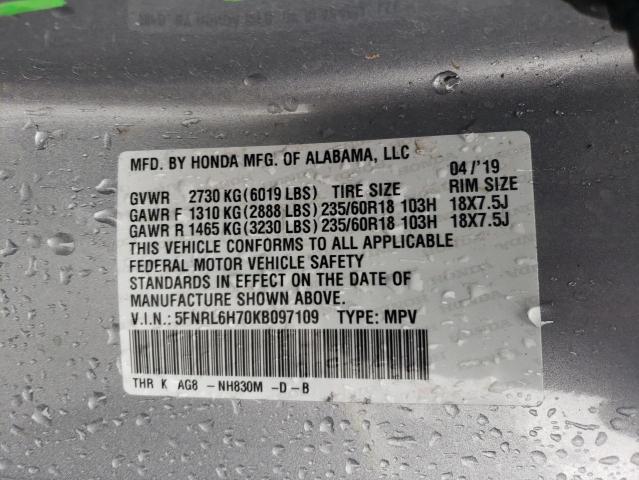 MFD. BY HONDA MFG. OF ALABAMA, LLC 04/'19
GVWR 2730 KG(6019 LBS) TIRE SIZE RIM SIZE
GAWR F 1310 KG(2888 LBS)235/60R18 103H 18X7.5J
GAWR R 1465 KG(3230 LBS)235/60R18 103H 18X7.5J
THIS VEHICLE CONFORMS TO ALL APPLICABLE
FEDERAL MOTOR VEHICLE SAFETY
STANDARDS IN EFFECT ON THE DATE OF
MANUFACTURE SHOWN ABOVE.
V.I.N.: 5FNRL6H70KB097109 TYPE: MPV
THR K AG8 - NH830M -D-B